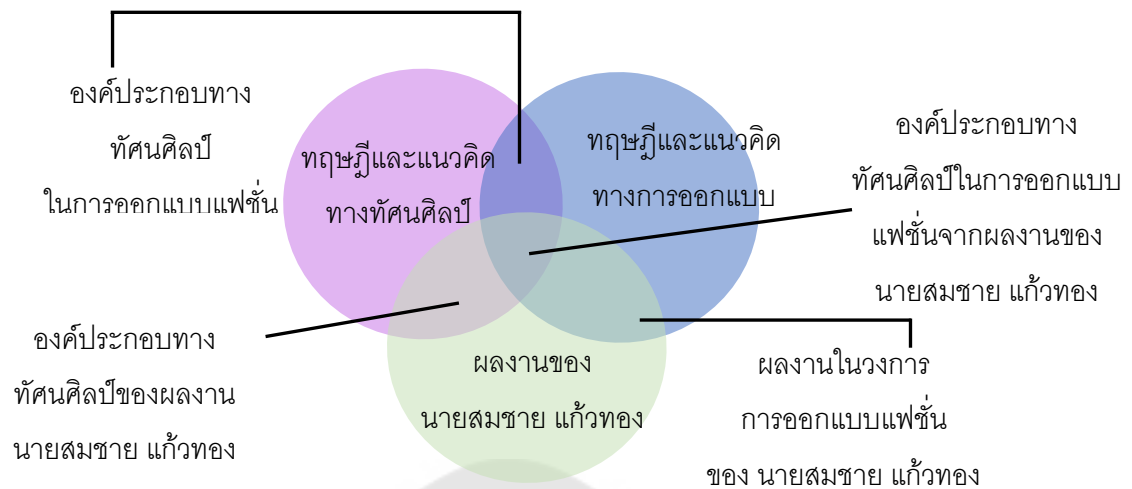 องค์ประกอบทาง
ทัศนศิลป์
ในการออกแบบแฟชั่น
ทฤษฎีและแนวคิด
ทางทัศนศิลป์
ทฤษฎีและแนวคิด
ทางการออกแบบ
องค์ประกอบทาง
ทัศนศิลป์ในการออกแบบ
แฟชั่นจากผลงานของ
นายสมชาย แก้วทอง
องค์ประกอบทาง
ทัศนศิลป์ของผลงาน
นายสมชาย แก้วทอง
ผลงานของ
นายสมชาย แก้วทอง
ผลงานในวงการ
การออกแบบแฟชั่น
ของ นายสมชาย แก้วทอง